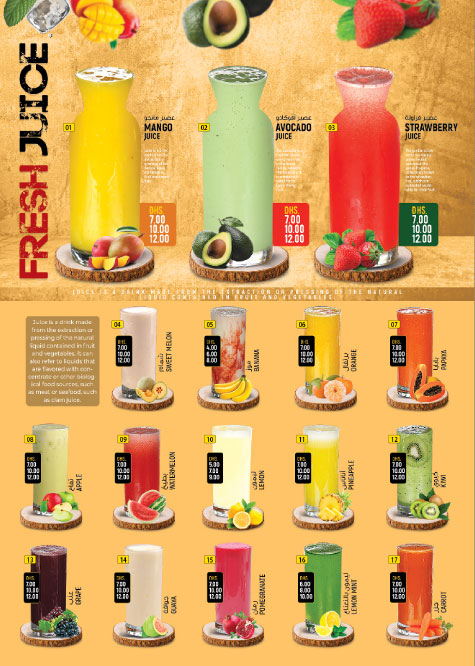 FRESH JUICE
01
عصير مانجو
MANGO
JUICE
DHS.
7.00
10.00
12.00
02
عصير افوكادو
AVOCADO
JUICE
DHS.
7.00
10.00
12.00
03
عصير فراولة
STRAWBERRY
JUICE
DHS.
7.00
10.00
12.00
JUICE IS A DRINK MADE FROM THE EXTRACTION OR PRESSING OF THE NATURAL
LIQUID CONTAINED IN FRUIT AND VEGETABLES.
Juice is a drink made
from the extraction or
pressing of the natural
liquid contained in fruit
and vegetables. It can
also refer to liquids that
are flavored with con-
centrate or other biolog
ical food sources, such
as meat or seafood, such
as clam juice.
04
DHS.
7.00
10.00
12.00
شمام
SWEET MELON
05
DHS.
4.00
6.00
8.00
موز
BANANA
06
DHS.
7.00
10.00
12.00
برتقال
ORANGE
07
DHS.
7.00
10.00
12.00
بابايا
PAPAYA
08
DHS.
7.00
10.00
12.00
تفاح
APPLE
09
DHS.
7.00
10.00
12.00
بطيخ
WATERMELON
10
DHS.
5.00
7.00
9.00
ليمون
LEMON
11
DHS.
7.00
10.00
12.00
اناناس
PINEAPPLE
12
DHS.
7.00
10.00
12.00
كيوي
KIWI
13
DHS.
7.00
10.00
12.00
عنب
GRAPE
14
DHS.
7.00
10.00
12.00
جوافة
GUAVA
15
DHS.
7.00
10.00
12.00
رمان
POMEGRANATE
16
DHS.
6.00
8.00
10.00
ليمون بالنعناع
LEMON MINT
17
DHS.
7.00
10.00
12.00
جزر
CARROT